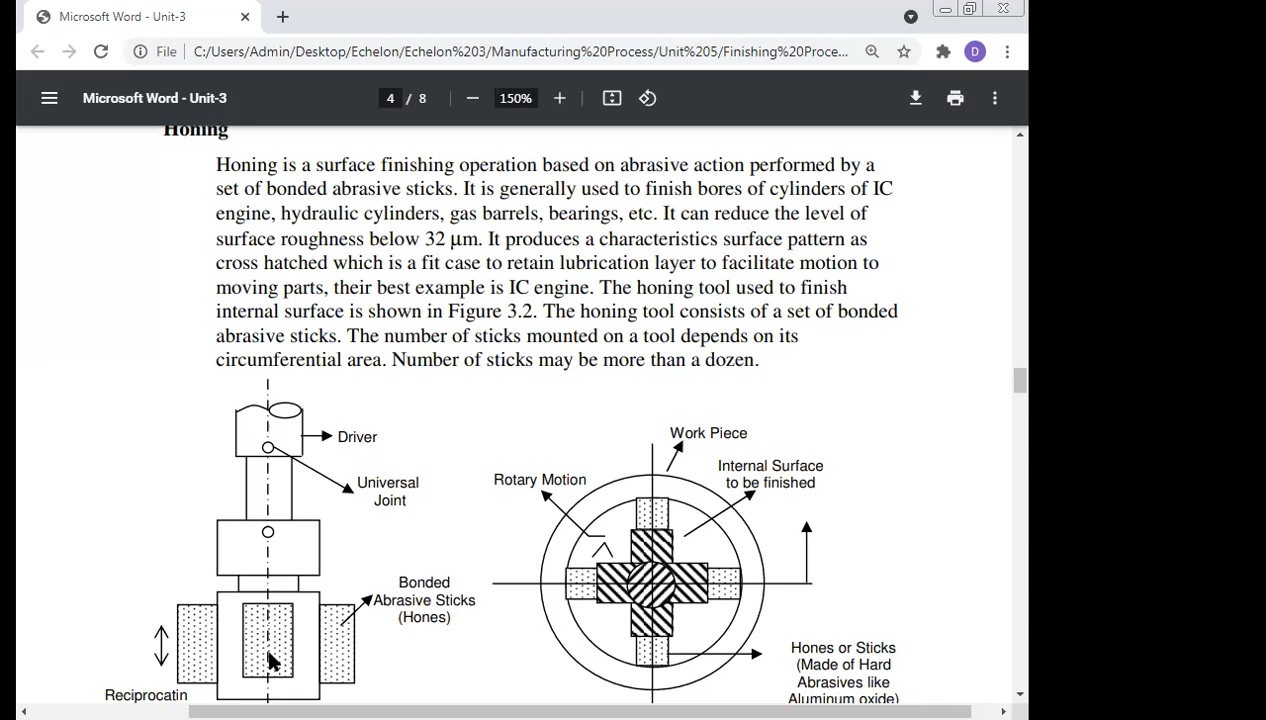 Microsoft Word - Unit-3
File
C:/Users/Admin/Desktop/Echelon/Echelon%203/Manufacturing%20Process/Unit%205/Finishing%20Proce...
D
Microsoft Word - Unit-3
4 / 8
150%
Honing
Honing is a surface finishing operation based on abrasive action performed by a
set of bonded abrasive sticks. It is generally used to finish bores of cylinders of IC
engine, hydraulic cylinders, gas barrels, bearings, etc. It can reduce the level of
surface roughness below 32 μm. It produces a characteristics surface pattern as
cross hatched which is a fit case to retain lubrication layer to facilitate motion to
moving parts, their best example is IC engine. The honing tool used to finish
internal surface is shown in Figure 3.2. The honing tool consists of a set of bonded
abrasive sticks. The number of sticks mounted on a tool depends on its
circumferential area. Number of sticks may be more than a dozen.
Driver
Universal
Joint
Bonded
Abrasive Sticks
(Hones)
Reciprocatin
Work Piece
Rotary Motion
Internal Surface
to be finished
Hones or Sticks
(Made of Hard
Abrasives like
Aluminum oxide)